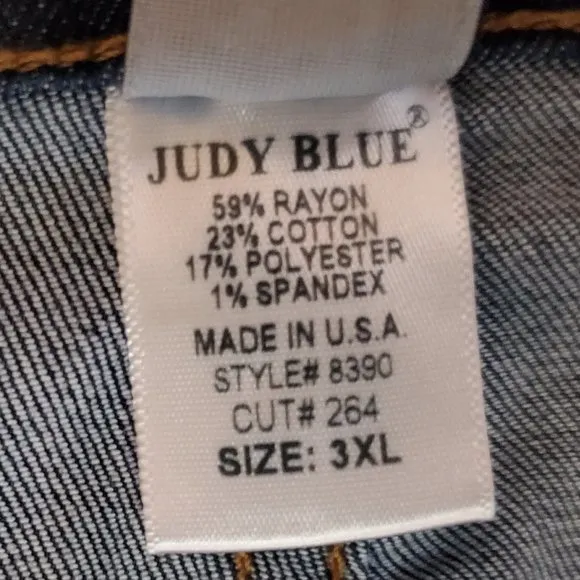 JUDY BLUE®
59% RAYON
23% COTTON
17% POLYESTER
1% SPANDEX
MADE IN U.S.A.
STYLE# 8390
CUT# 264
SIZE: 3XL